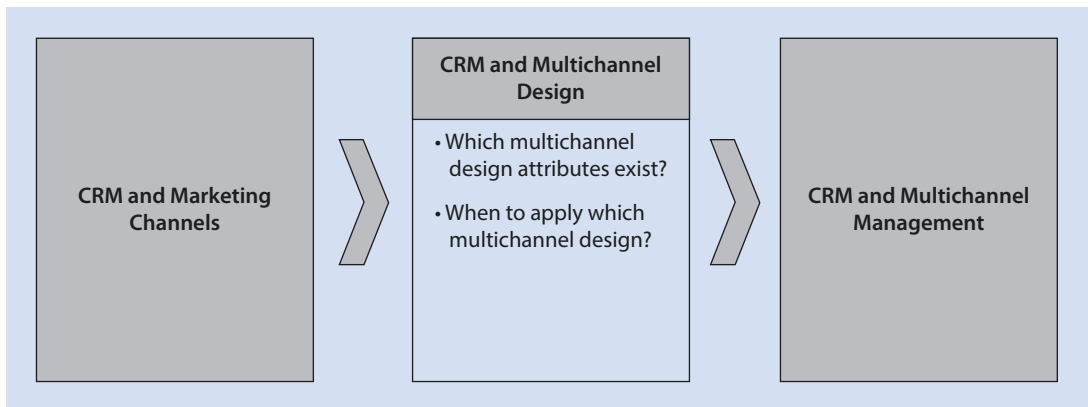 CRM and Marketing
Channels
CRM and Multichannel
Design
• Which multichannel
design attributes exist?
• When to apply which
multichannel design?
CRM and Multichannel
Management